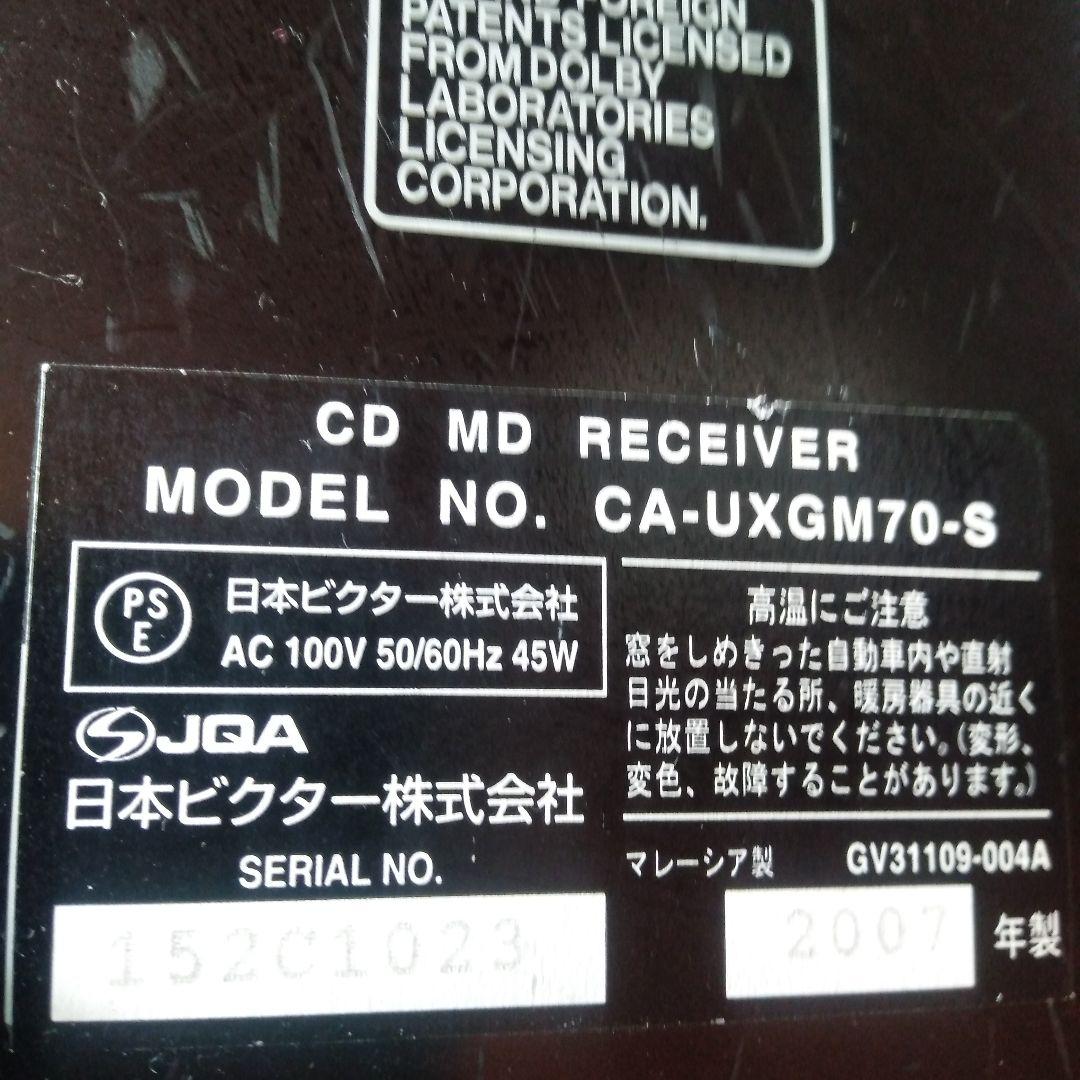 FOREIGN
PATENTS LICENSED
FROM DOLBY
LABORATORIES
LICENSING
CORPORATION.
CD MD RECEIVER
MODEL NO. CA-UXGM70-S
PS
E
日本ビクター株式会社
AC 100V 50/60Hz 45W
JQA
日本ビクター株式会社
SERIAL NO.
152C1023
高温にご注意
窓をしめきった自動車内や直射
日光の当たる所、暖房器具の近く
に放置しないでください。(変形、
変色、故障することがあります。)
マレーシア製 GV31109-004A
2007 年製